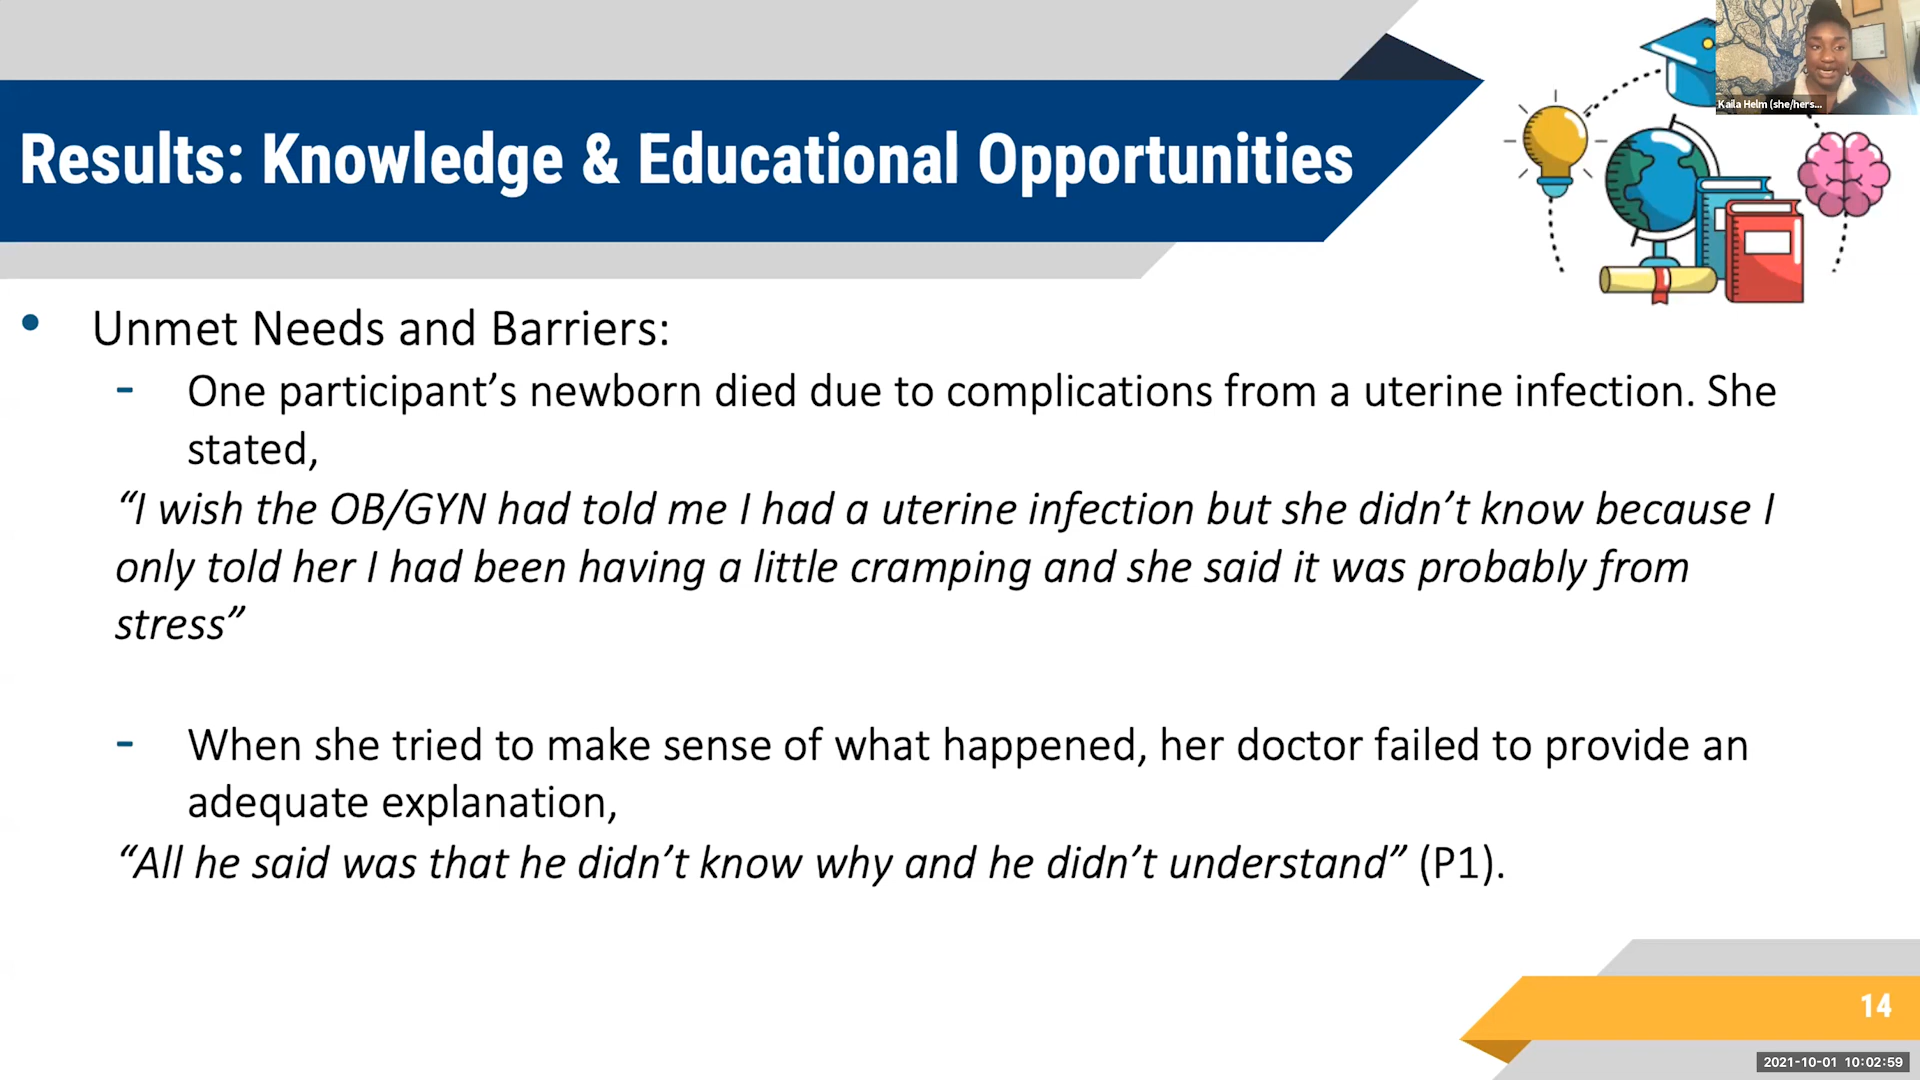 Results: Knowledge & Educational Opportunities
Kaila Helm (she/hers...
• Unmet Needs and Barriers:
- One participant’s newborn died due to complications from a uterine infection. She
stated,
“I wish the OB/GYN had told me I had a uterine infection but she didn’t know because I
only told her I had been having a little cramping and she said it was probably from
stress”
- When she tried to make sense of what happened, her doctor failed to provide an
adequate explanation,
“All he said was that he didn’t know why and he didn’t understand” (P1).
14
2021-10-01 10:02:59